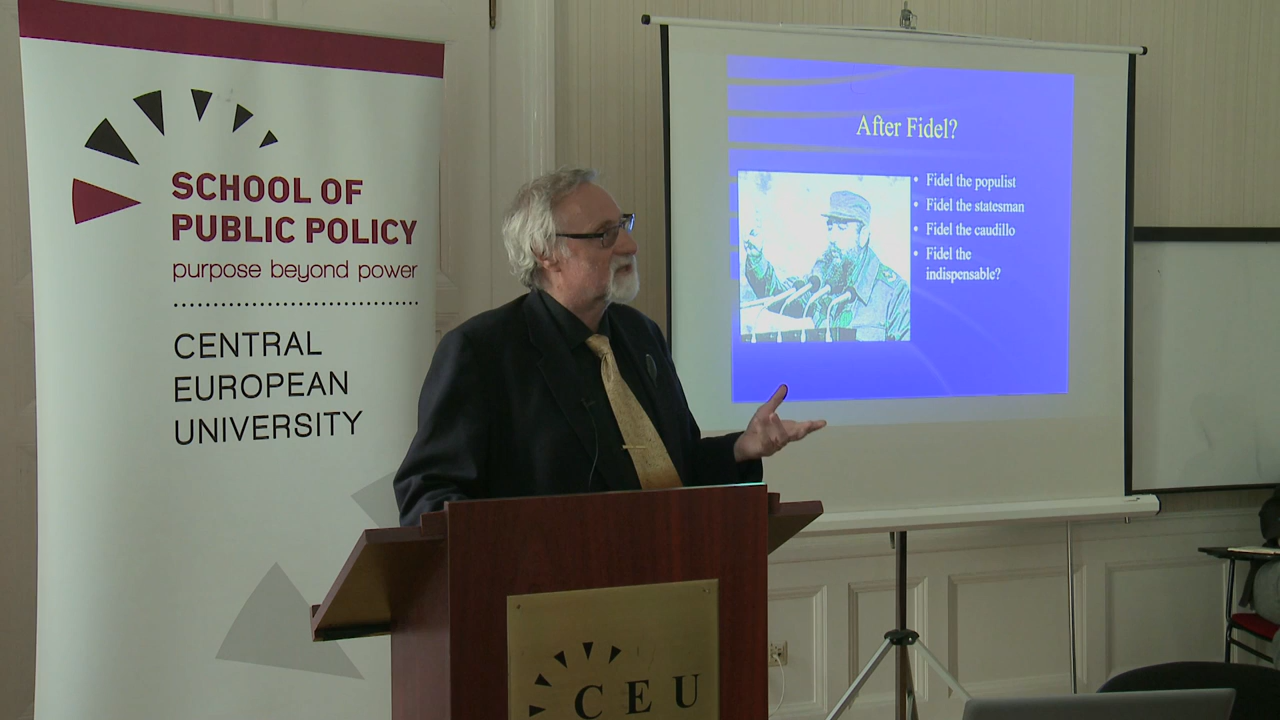 SCHOOL OF
PUBLIC POLICY
purpose beyond power
CENTRAL
EUROPEAN
UNIVERSITY
After Fidel?
• Fidel the populist
• Fidel the statesman
• Fidel the caudillo
• Fidel the
indispensable?
CEU